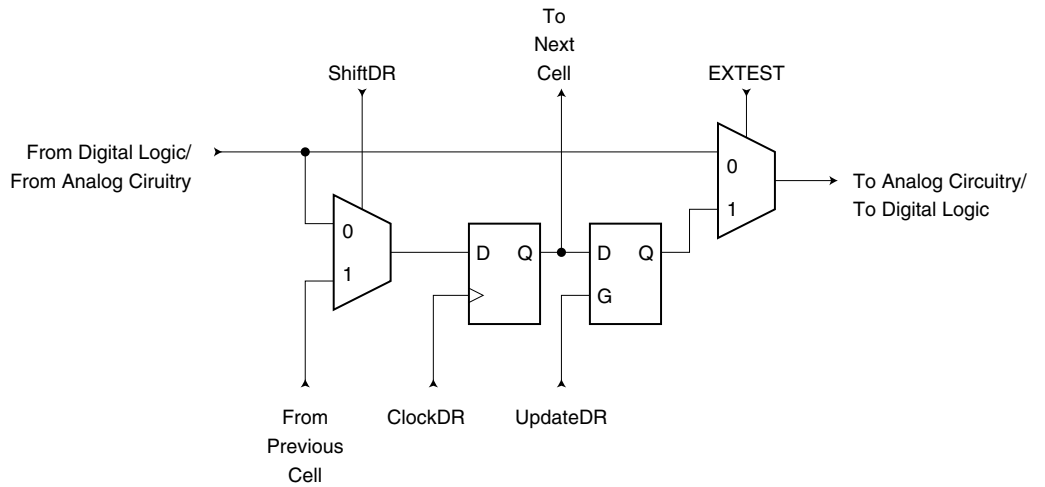 To
Next
Cell
ShiftDR
EXTEST
From Digital Logic/
From Analog Ciruitry
0
1
To Analog Circuitry/
To Digital Logic
0
1
D Q
D Q
G
From
Previous
Cell
ClockDR
UpdateDR